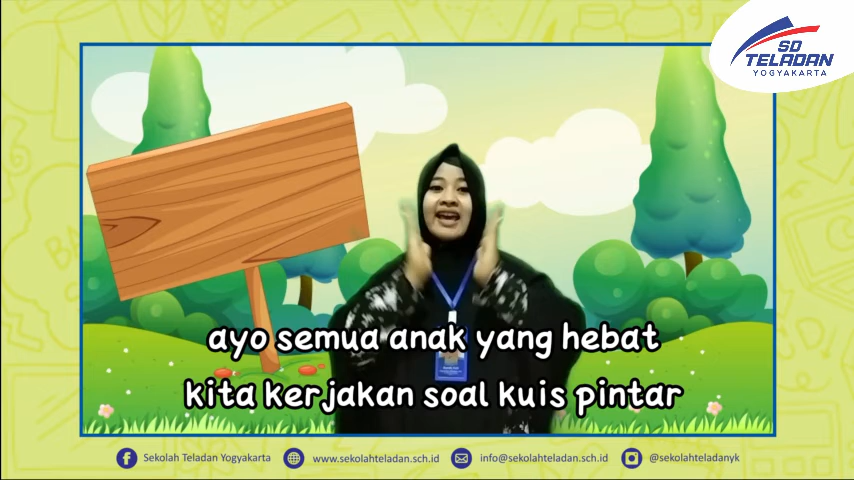 SD
TELADAN
YOGYAKARTA
ayo semua anak yang hebat
kita kerjakan soal kuis pintar
Sekolah Teladan Yogyakarta
www.sekolahteladan.sch.id
info@sekolahteladan.sch.id
@sekolahteladanyk